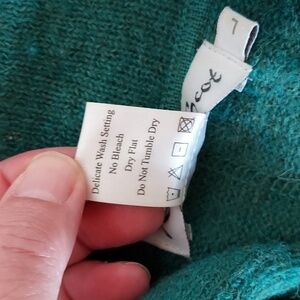 Delicate Wash Setting
No Bleach
Dry Flat
Do Not Tumble Dry